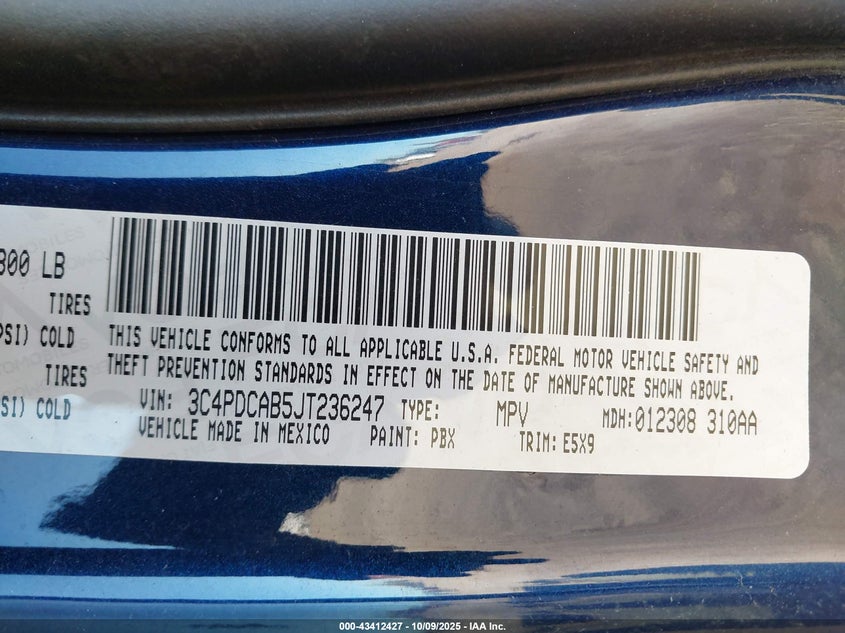 300 LB
TIRES
PSI) COLD
TIRES
SI) COLD
THIS VEHICLE CONFORMS TO ALL APPLICABLE U.S.A. FEDERAL MOTOR VEHICLE SAFETY AND
THEFT PREVENTION STANDARDS IN EFFECT ON THE DATE OF MANUFACTURE SHOWN ABOVE.
VIN: 3C4PDCAB5JT236247 TYPE: MPV MDH:012308 310AA
VEHICLE MADE IN MEXICO PAINT: PBX TRIM: E5X9
000-43412427 - 10/09/2025 - IAA Inc.